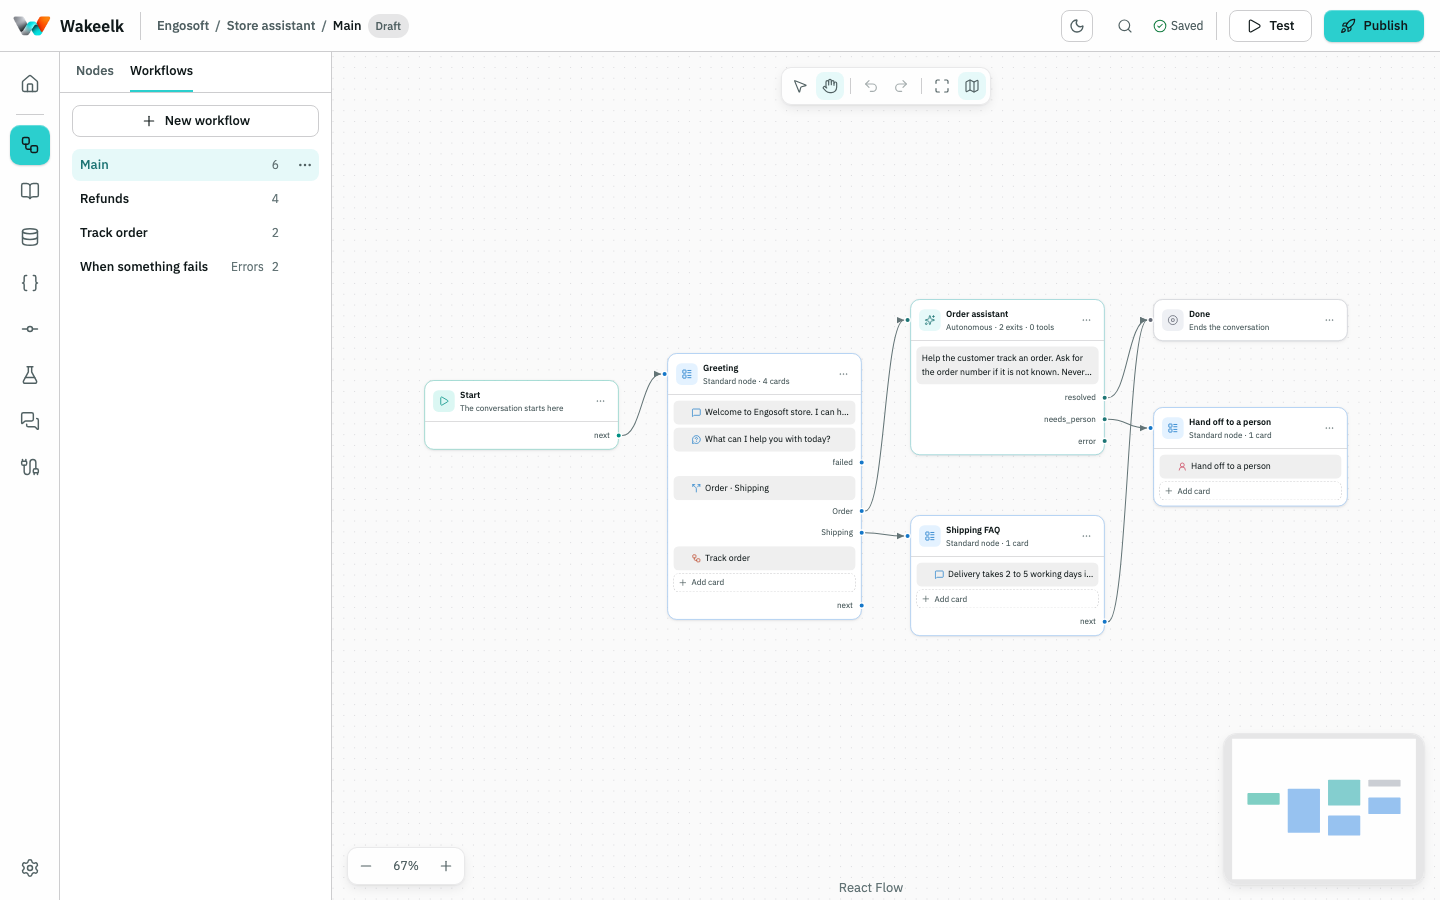 Wakeelk
Engosoft / Store assistant / Main Draft
Saved
Test
Publish
Nodes
Workflows
New workflow
Main 6
Refunds 4
Track order 2
When something fails Errors 2
Start
The conversation starts here
next
Greeting
Standard node · 4 cards
Welcome to Engosoft store. I can h...
What can I help you with today?
failed
Order · Shipping
Order
Shipping
Track order
Add card
next
Order assistant
Autonomous · 2 exits · 0 tools
Help the customer track an order. Ask for
the order number if it is not known. Never...
resolved
needs_person
error
Shipping FAQ
Standard node · 1 card
Delivery takes 2 to 5 working days i...
Add card
next
Done
Ends the conversation
Hand off to a person
Standard node · 1 card
Hand off to a person
Add card
67%
React Flow